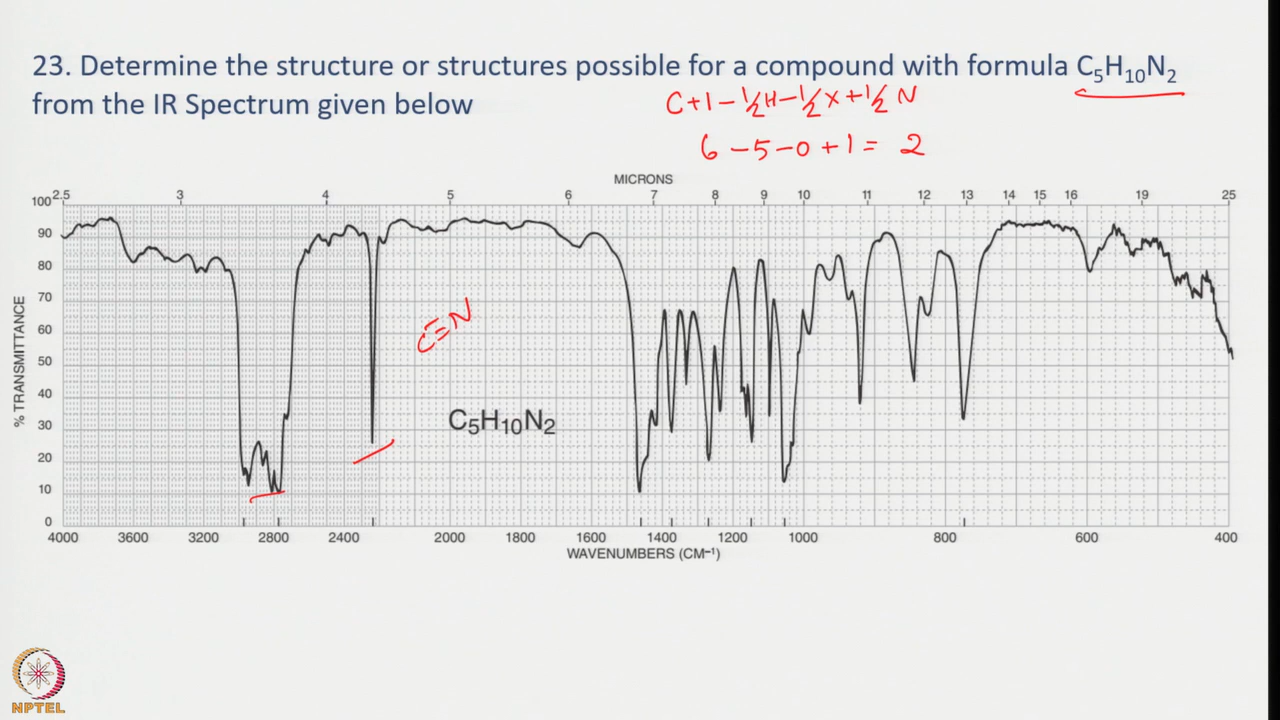 23. Determine the structure or structures possible for a compound with formula C₅H₁₀N₂
from the IR Spectrum given below
C+1-½H-½X+½N
6-5-0+1=2
MICRONS
2.5 3 4 5 6 7 8 9 10 11 12 13 14 15 16 19 25
100
90
80
70
60
50
40
30
20
10
0
% TRANSMITTANCE
C≡N
C₅H₁₀N₂
4000 3600 3200 2800 2400 2000 1800 1600 1400 1200 1000 800 600 400
WAVENUMBERS (CM⁻¹)
NPTEL